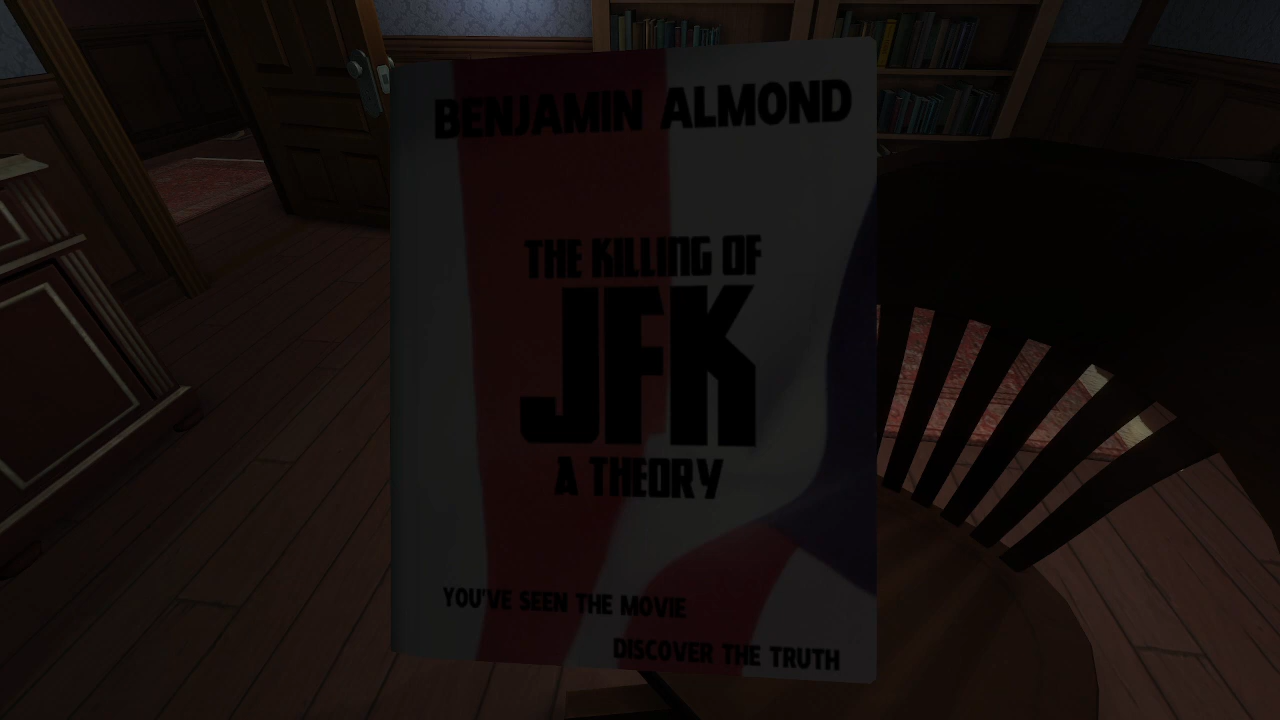 BENJAMIN ALMOND
THE KILLING OF
JFK
A THEORY
YOU'VE SEEN THE MOVIE
DISCOVER THE TRUTH